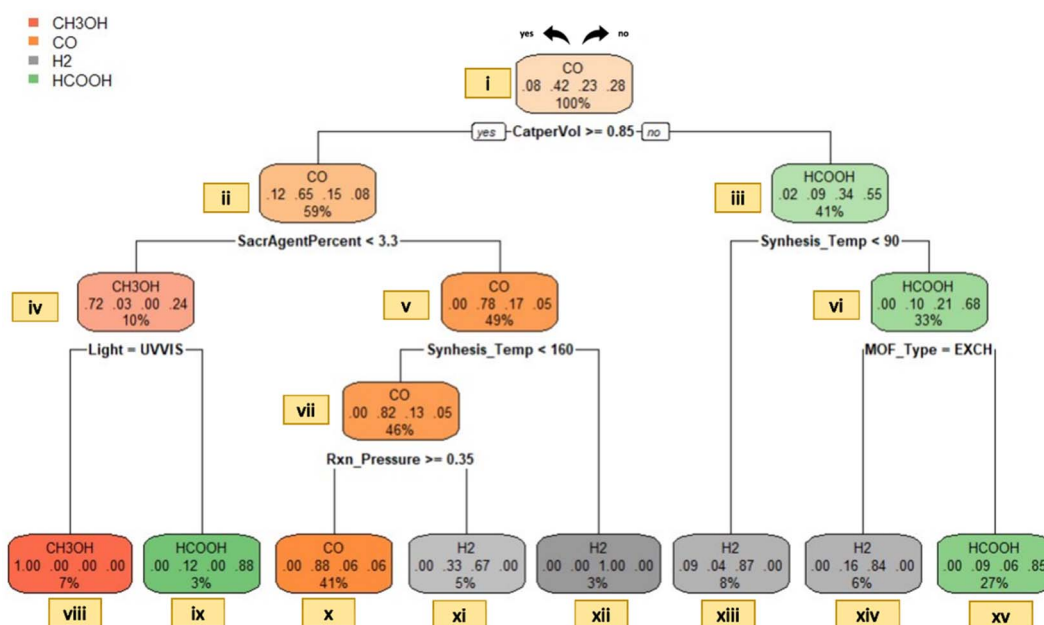 CH3OH
CO
H2
HCOOH
yes no
i
CO
.08 .42 .23 .28
100%
yes CatperVol >= 0.85 no
ii
CO
.12 .65 .15 .08
59%
iii
HCOOH
.02 .09 .34 .55
41%
SacrAgentPercent < 3.3
Synhesis_Temp < 90
iv
CH3OH
.72 .03 .00 .24
10%
v
CO
.00 .78 .17 .05
49%
vi
HCOOH
.00 .10 .21 .68
33%
Light = UVVIS
Synhesis_Temp < 160
MOF_Type = EXCH
vii
CO
.00 .82 .13 .05
46%
Rxn_Pressure >= 0.35
CH3OH
1.00 .00 .00 .00
7%
viii
HCOOH
.00 .12 .00 .88
3%
ix
CO
.00 .88 .06 .06
41%
x
H2
.00 .33 .67 .00
5%
xi
H2
.00 .00 1.00 .00
3%
xii
H2
.09 .04 .87 .00
8%
xiii
H2
.00 .16 .84 .00
6%
xiv
HCOOH
.00 .09 .06 .85
27%
xv